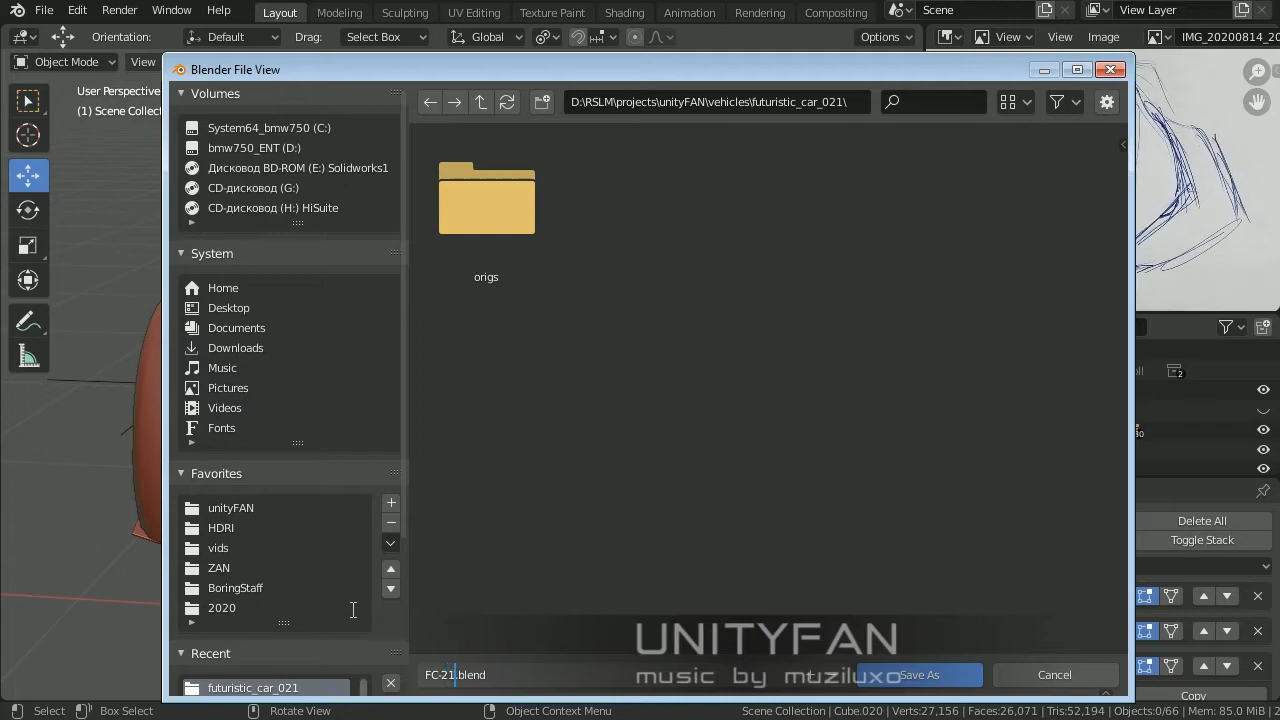 File Edit Render Window Help Layout Modeling Sculpting UV Editing Texture Paint Shading Animation Rendering Compositing Scene View Layer
Orientation: Default Drag: Select Box Global Options View View Image IMG_20200814_20
Object Mode View
Blender File View
User Perspective
(1) Scene Collect
Volumes
D:\RSLM\projects\unityFAN\vehicles\futuristic_car_021\
System64_bmw750 (C:)
bmw750_ENT (D:)
Дисковод BD-ROM (E:) Solidworks1
CD-дисковод (G:)
CD-дисковод (H:) HiSuite
System
origs
Home
Desktop
Documents
Downloads
Music
Pictures
Videos
Fonts
Favorites
unityFAN
HDRI
vids
ZAN
BoringStaff
2020
Recent
futuristic_car_021
2
Delete All
Toggle Stack
Copy
UNITYFAN
music by muziluxo
FC-21.blend
Save As
Cancel
Select Box Select Rotate View Object Context Menu Scene Collection | Cube.020 | Verts:27,156 | Faces:26,071 | Tris:52,194 | Objects:0/66 | Mem: 85.0 MiB | 2